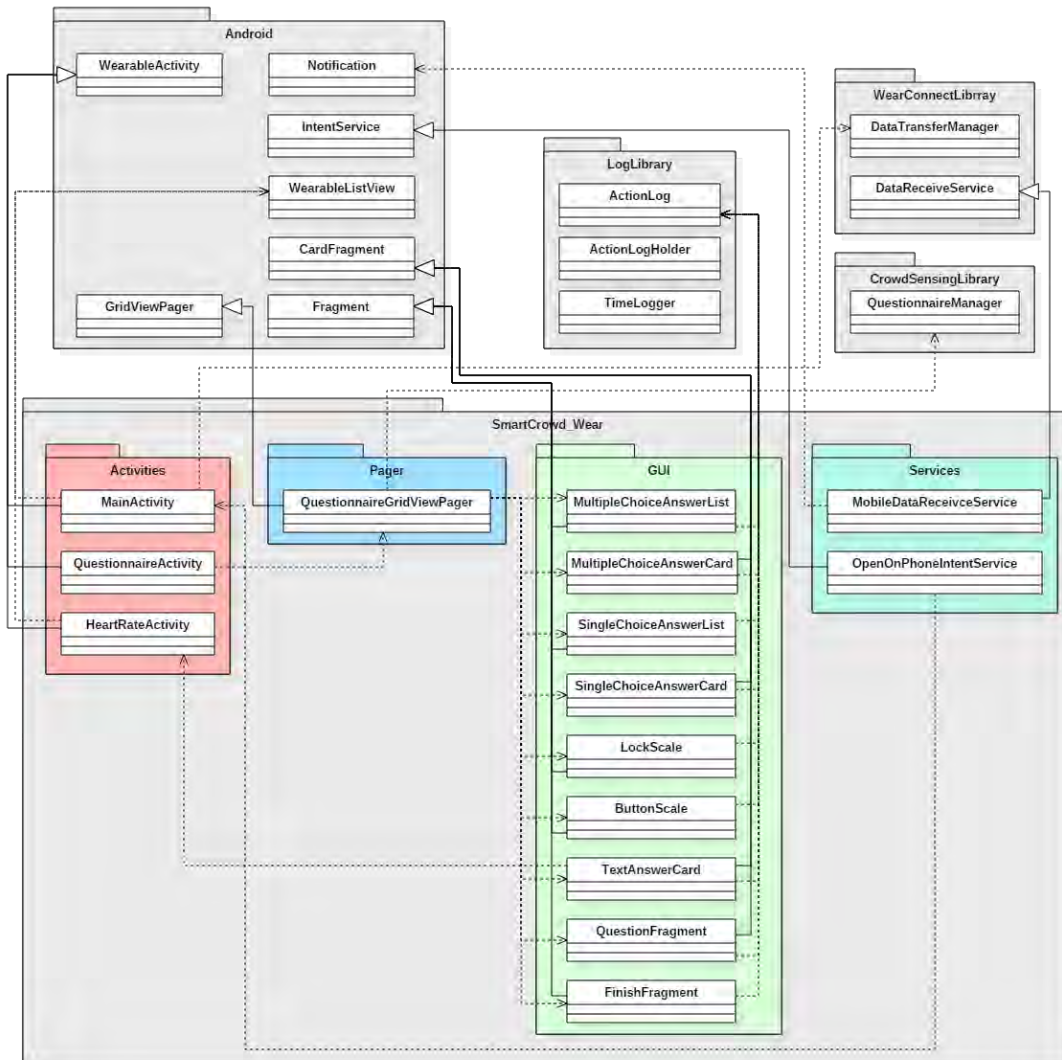 Android
WearableActivity
Notification
IntentService
WearableListView
CardFragment
GridViewPager
Fragment
LogLibrary
ActionLog
ActionLogHolder
TimeLogger
WearConnectLibrray
DataTransferManager
DataReceiveService
CrowdSensingLibrary
QuestionnaireManager
SmartCrowd_Wear
Activities
MainActivity
QuestionnaireActivity
HeartRateActivity
Pager
QuestionnaireGridViewPager
GUI
MultipleChoiceAnswerList
MultipleChoiceAnswerCard
SingleChoiceAnswerList
SingleChoiceAnswerCard
LockScale
ButtonScale
TextAnswerCard
QuestionFragment
FinishFragment
Services
MobileDataReceivceService
OpenOnPhoneIntentService